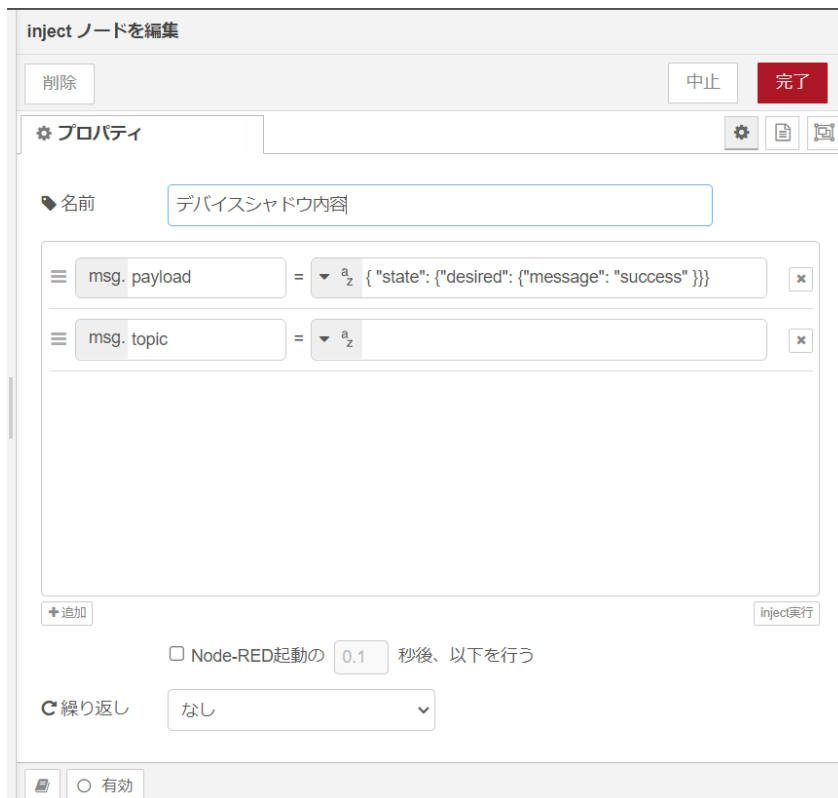 inject ノードを編集
削除 中止 完了
プロパティ
名前 デバイスシャドウ内容
msg. payload = az { "state": {"desired": {"message": "success" }}}
msg. topic = az
追加 inject実行
Node-RED起動の 0.1 秒後、以下を行う
繰り返し なし
有効